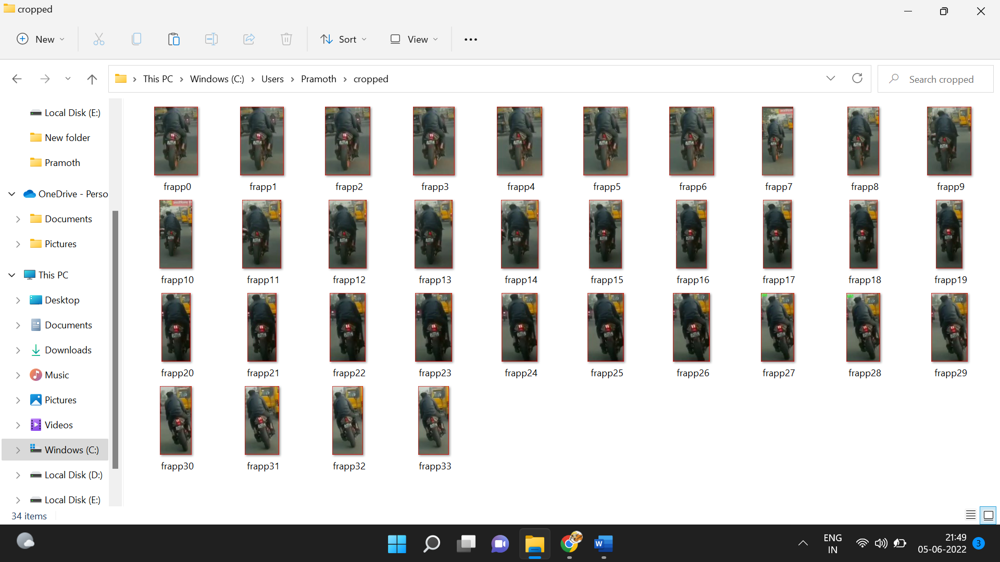 cropped
New
Sort
View
This PC
Windows (C:)
Users
Pramoth
cropped
Search cropped
Local Disk (E:)
New folder
Pramoth
OneDrive - Perso
Documents
Pictures
This PC
Desktop
Documents
Downloads
Music
Pictures
Videos
Windows (C:)
Local Disk (D:)
Local Disk (E:)
frapp0 frapp1 frapp2 frapp3 frapp4 frapp5 frapp6 frapp7 frapp8 frapp9
frapp10 frapp11 frapp12 frapp13 frapp14 frapp15 frapp16 frapp17 frapp18 frapp19
frapp20 frapp21 frapp22 frapp23 frapp24 frapp25 frapp26 frapp27 frapp28 frapp29
frapp30 frapp31 frapp32 frapp33
34 items
W
ENG
IN
21:49
05-06-2022
3